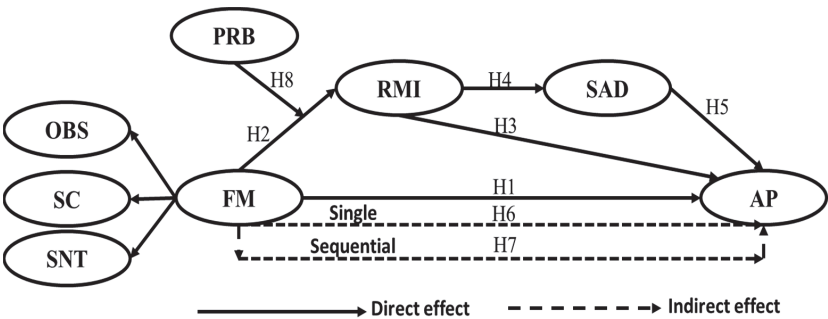 PRB
H8
RMI
H4
SAD
H5
OBS
H2
H3
SC
FM
H1
AP
Single
H6
SNT
Sequential
H7
Direct effect
Indirect effect